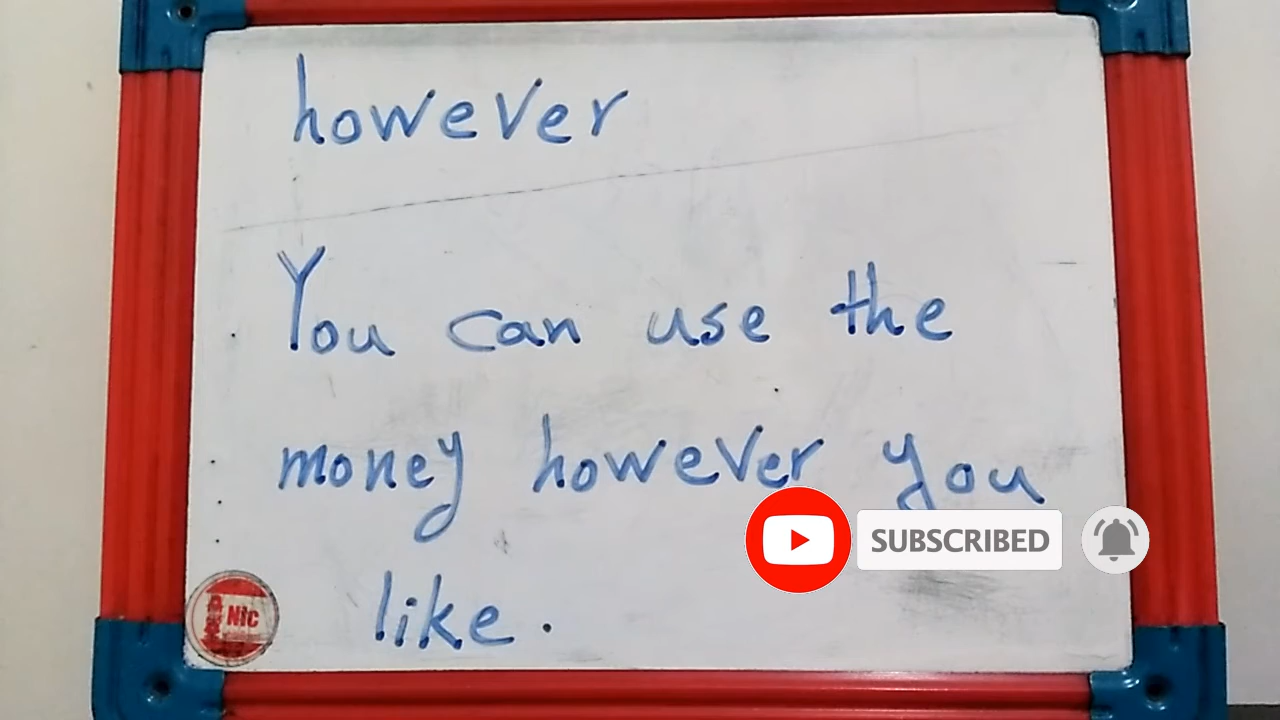 however
You can use the
money however you
SUBSCRIBED
like.
Nic